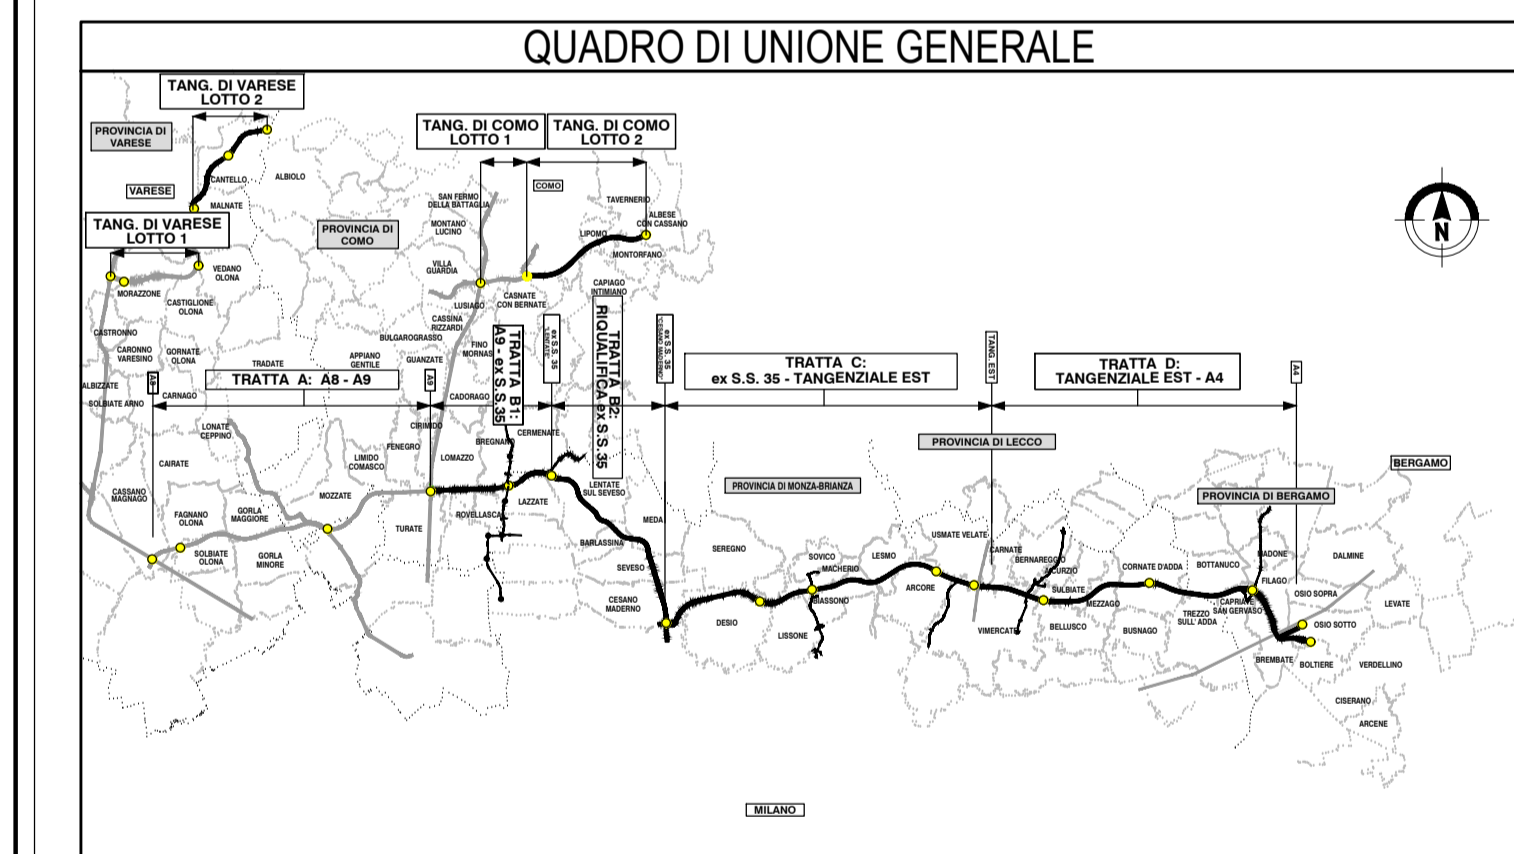 QUADRO DI UNIONE GENERALE
TANG. DI VARESE
LOTTO 2
PROVINCIA DI
VARESE
CANTELLO
ALBIOLO
VARESE
MALNATE
TANG. DI VARESE
LOTTO 1
VEDANO
OLONA
MORAZZONE
CASTIGLIONE
OLONA
PROVINCIA DI
COMO
TANG. DI COMO
LOTTO 1
TANG. DI COMO
LOTTO 2
COMO
SAN FERMO
DELLA BATTAGLIA
MONTANO
LUCINO
VILLA
GUARDIA
TAVERNERIO
ALBESE
CON CASSANO
LIPOMO
MONTORFANO
CAPIAGO
INTIMIANO
LUSIAGO
CASNATE
CON BERNATE
CASSINA
RIZZARDI
BULGAROGRASSO
FINO
MORNAS
GUANZATE
APPIANO
GENTILE
TRADATE
CASTRONNO
CARONNO
VARESINO
GORNATE
OLONA
ALBIZZATE
SOLBIATE ARNO
CARNAGO
A8
TRATTA A: A8 - A9
A9
TRATTA B1:
A9 - ex S.S.35
ex S.S. 35
"LENTATE"
TRATTA B2:
RIQUALIFICA ex S.S.35
ex S.S. 35
"CESANO MADERNO"
TRATTA C:
ex S.S. 35 - TANGENZIALE EST
TANG. EST
TRATTA D:
TANGENZIALE EST - A4
A4
N
CADORAGO
CIRIMIDO
BREGNANO
CERMENATE
LONATE
CEPPINO
FENEGRO
LOMAZZO
LIMIDO
COMASCO
CAIRATE
CASSANO
MAGNAGO
MOZZATE
FAGNANO
OLONA
GORLA
MAGGIORE
TURATE
ROVELLASCA
LAZZATE
LENTATE
SUL SEVESO
SOLBIATE
OLONA
GORLA
MINORE
MEDA
BARLASSINA
SEVESO
CESANO
MADERNO
PROVINCIA DI MONZA-BRIANZA
PROVINCIA DI LECCO
BERGAMO
PROVINCIA DI BERGAMO
SEREGNO
SOVICO
MACHERIO
LESMO
USMATE VELATE
CARNATE
BERNAREGGIO
AICURZIO
CORNATE D'ADDA
BOTTANUCO
MADONE
FILAGO
DALMINE
DESIO
BIASSONO
LISSONE
ARCORE
VIMERCATE
SULBIATE
MEZZAGO
BELLUSCO
BUSNAGO
TREZZO
SULL' ADDA
CAPRIATE
SAN GERVASO
OSIO SOPRA
OSIO SOTTO
LEVATE
BREMBATE
BOLTIERE
VERDELLINO
CISERANO
ARCENE
MILANO